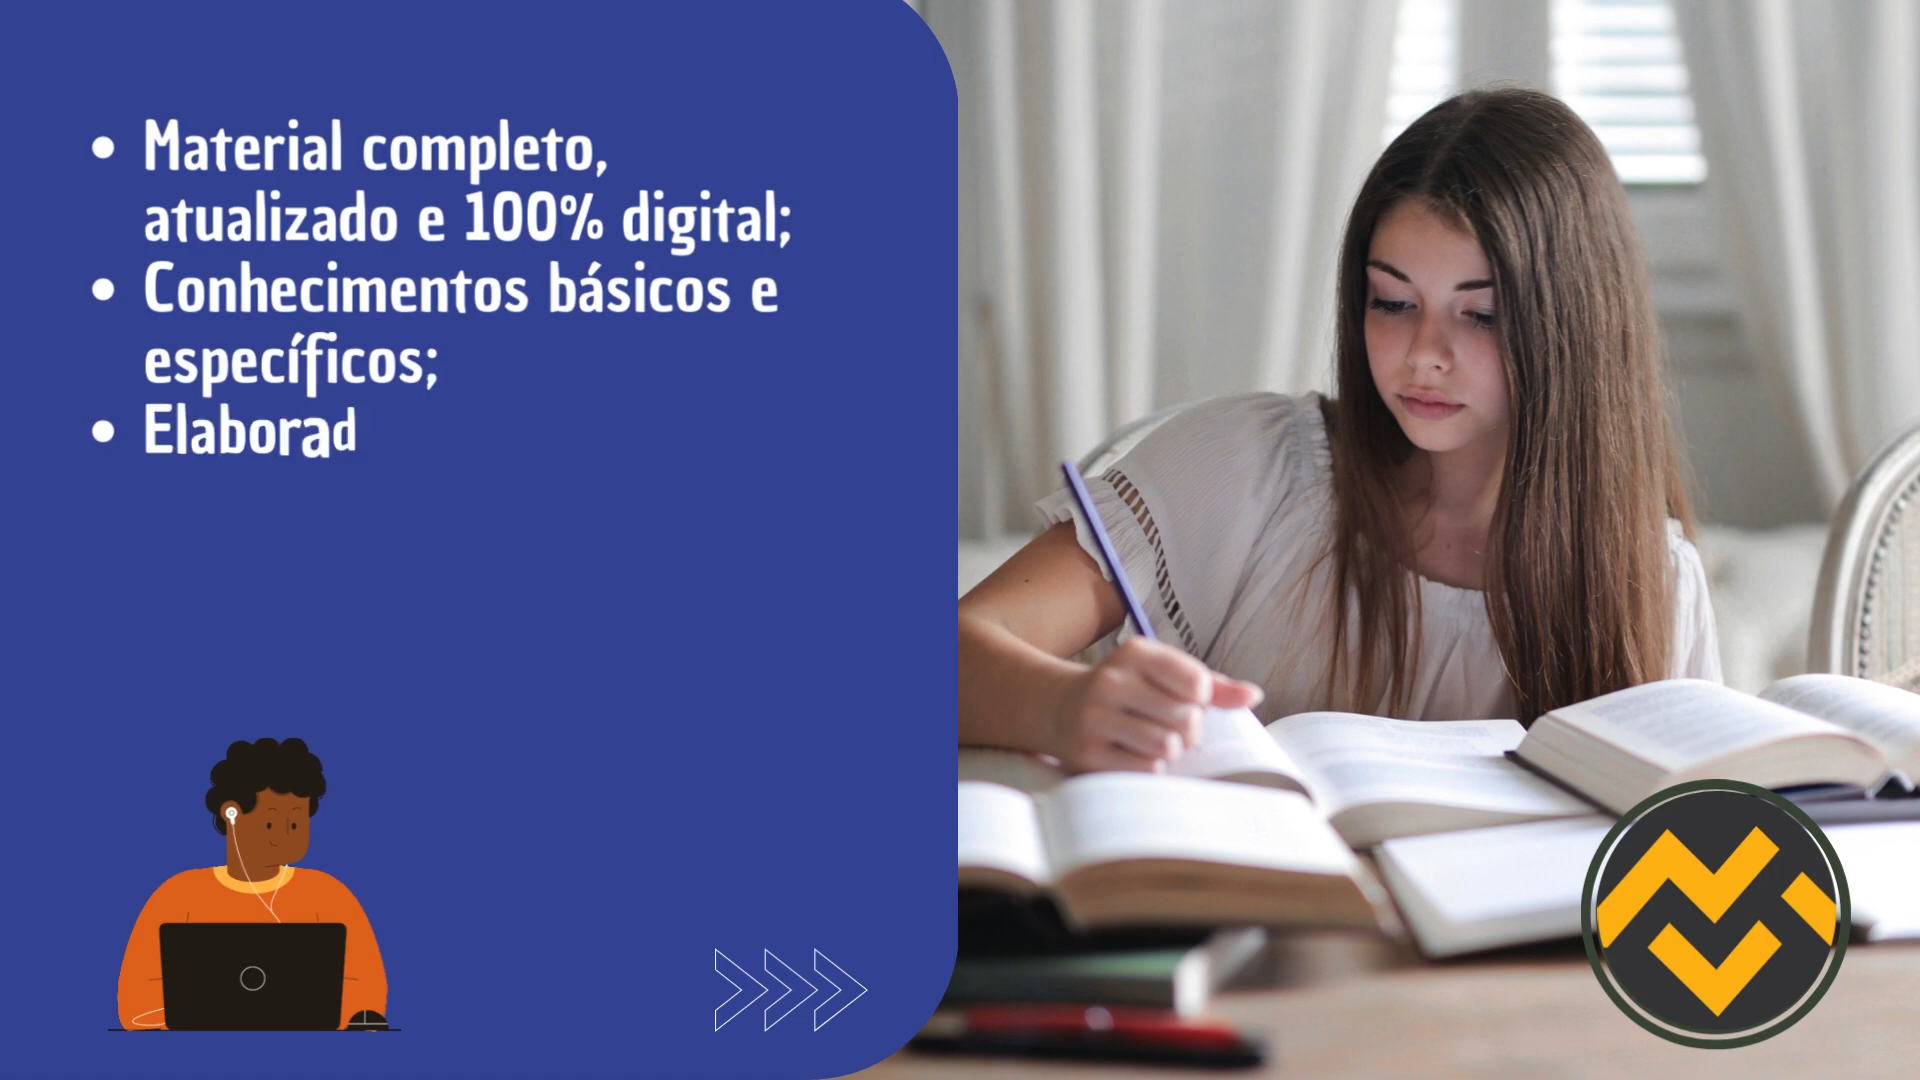 • Material completo,
atualizado e 100% digital;
• Conhecimentos básicos e
específicos;
• Elaborad